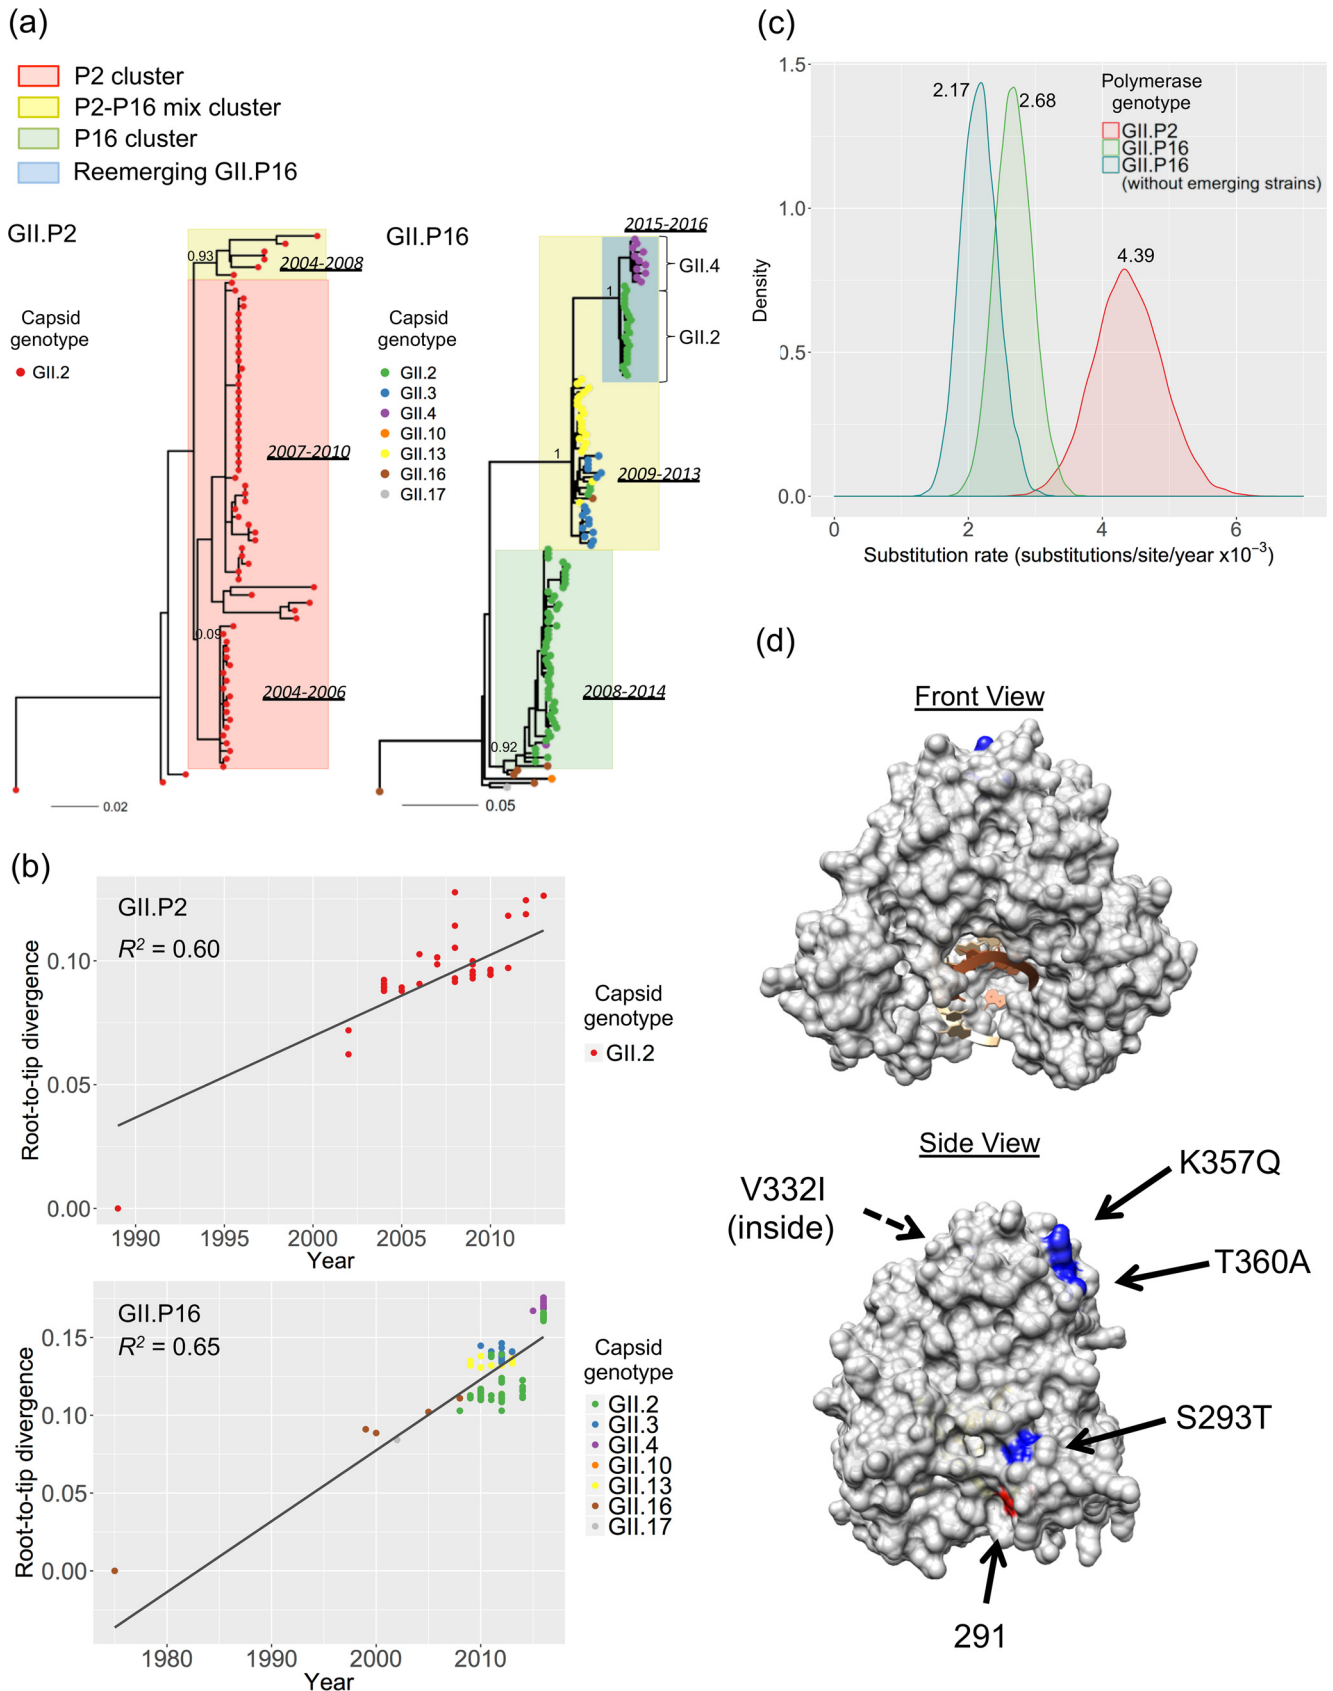 (a)
P2 cluster
P2-P16 mix cluster
P16 cluster
Reemerging GII.P16
GII.P2
Capsid
genotype
GII.2
0.93
2004-2008
2007-2010
0.09
2004-2006
0.02
GII.P16
Capsid
genotype
GII.2
GII.3
GII.4
GII.10
GII.13
GII.16
GII.17
2015-2016
GII.4
1
GII.2
1
2009-2013
2008-2014
0.92
0.05
(b)
GII.P2
R² = 0.60
Root-to-tip divergence
0.10
0.05
0.00
1990 1995 2000 2005 2010
Year
Capsid
genotype
GII.2
GII.P16
R² = 0.65
Root-to-tip divergence
0.15
0.10
0.05
0.00
1980 1990 2000 2010
Year
Capsid
genotype
GII.2
GII.3
GII.4
GII.10
GII.13
GII.16
GII.17
(c)
Density
1.5
1.0
0.5
0.0
2.17
2.68
4.39
Polymerase
genotype
GII.P2
GII.P16
GII.P16
(without emerging strains)
0 2 4 6
Substitution rate (substitutions/site/year x10⁻³)
(d)
Front View
Side View
V332I
(inside)
K357Q
T360A
S293T
291